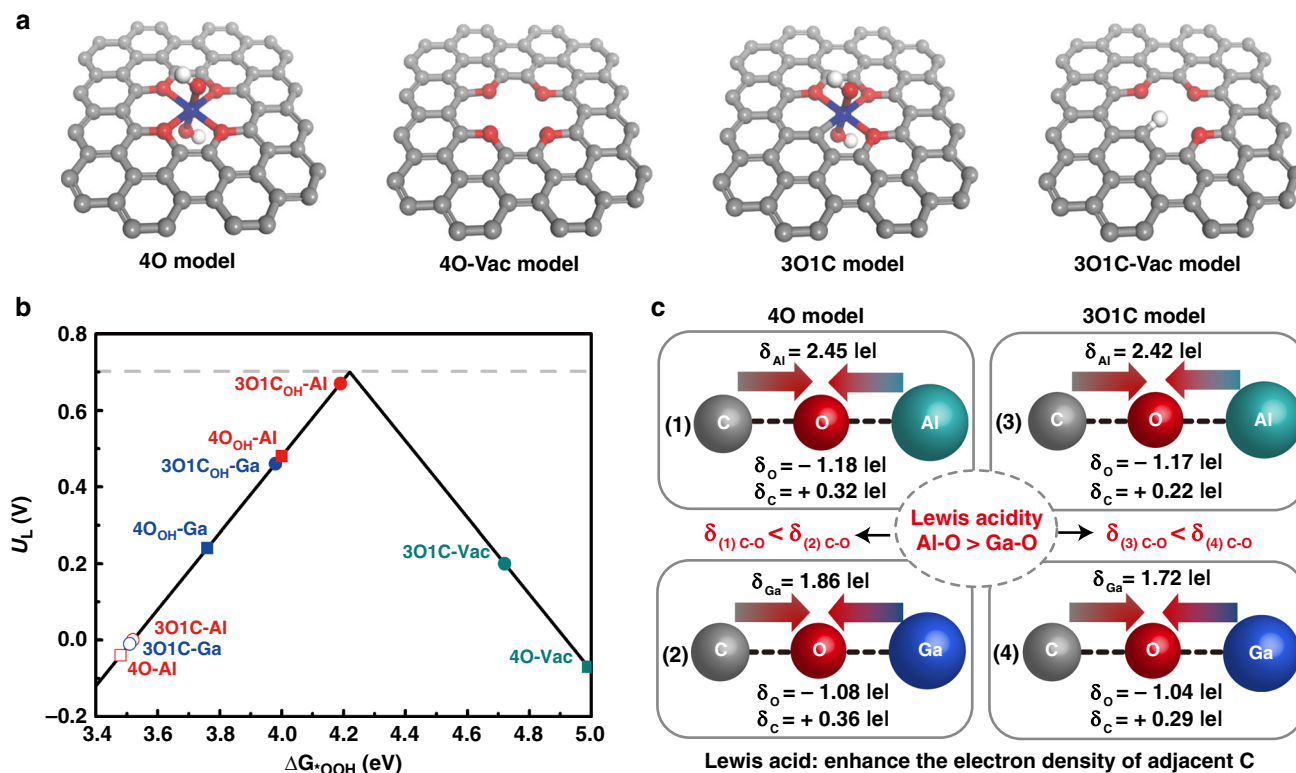 a
4O model
4O-Vac model
3O1C model
3O1C-Vac model
b
0.8
0.6
0.4
0.2
0.0
–0.2
U_L (V)
3O1C_OH-Al
4O_OH-Al
3O1C_OH-Ga
4O_OH-Ga
3O1C-Vac
3O1C-Al
3O1C-Ga
4O-Al
4O-Vac
3.4 3.6 3.8 4.0 4.2 4.4 4.6 4.8 5.0
ΔG*OOH (eV)
c
4O model
3O1C model
δ_Al = 2.45 lel
(1) C O Al
δ_O = – 1.18 lel
δ_C = + 0.32 lel
δ_Al = 2.42 lel
(3) C O Al
δ_O = – 1.17 lel
δ_C = + 0.22 lel
δ_(1) C-O < δ_(2) C-O
Lewis acidity
Al-O > Ga-O
δ_(3) C-O < δ_(4) C-O
δ_Ga = 1.86 lel
(2) C O Ga
δ_O = – 1.08 lel
δ_C = + 0.36 lel
δ_Ga = 1.72 lel
(4) C O Ga
δ_O = – 1.04 lel
δ_C = + 0.29 lel
Lewis acid: enhance the electron density of adjacent C